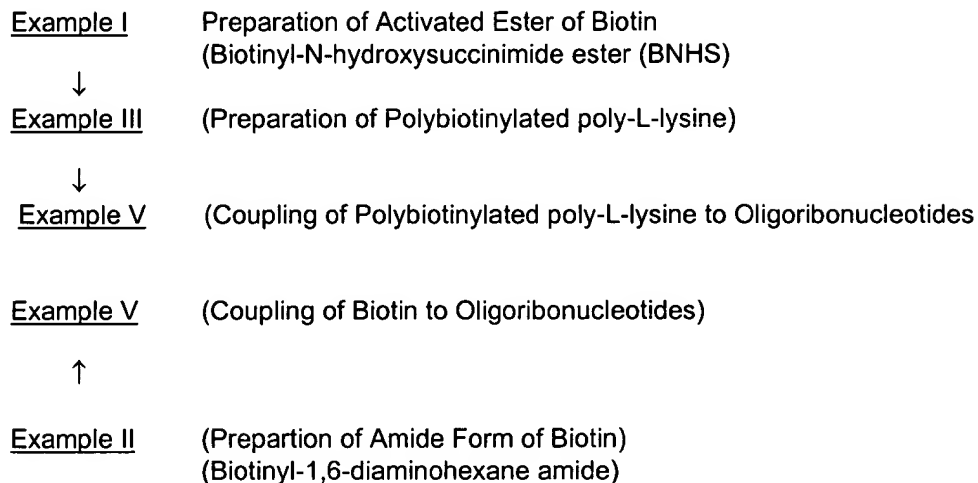 Example I Preparation of Activated Ester of Biotin
(Biotinyl-N-hydroxysuccinimide ester (BNHS)
↓
Example III (Preparation of Polybiotinylated poly-L-lysine)
↓
Example V (Coupling of Polybiotinylated poly-L-lysine to Oligoribonucleotides
Example V (Coupling of Biotin to Oligoribonucleotides)
↑
Example II (Prepartion of Amide Form of Biotin)
(Biotinyl-1,6-diaminohexane amide)